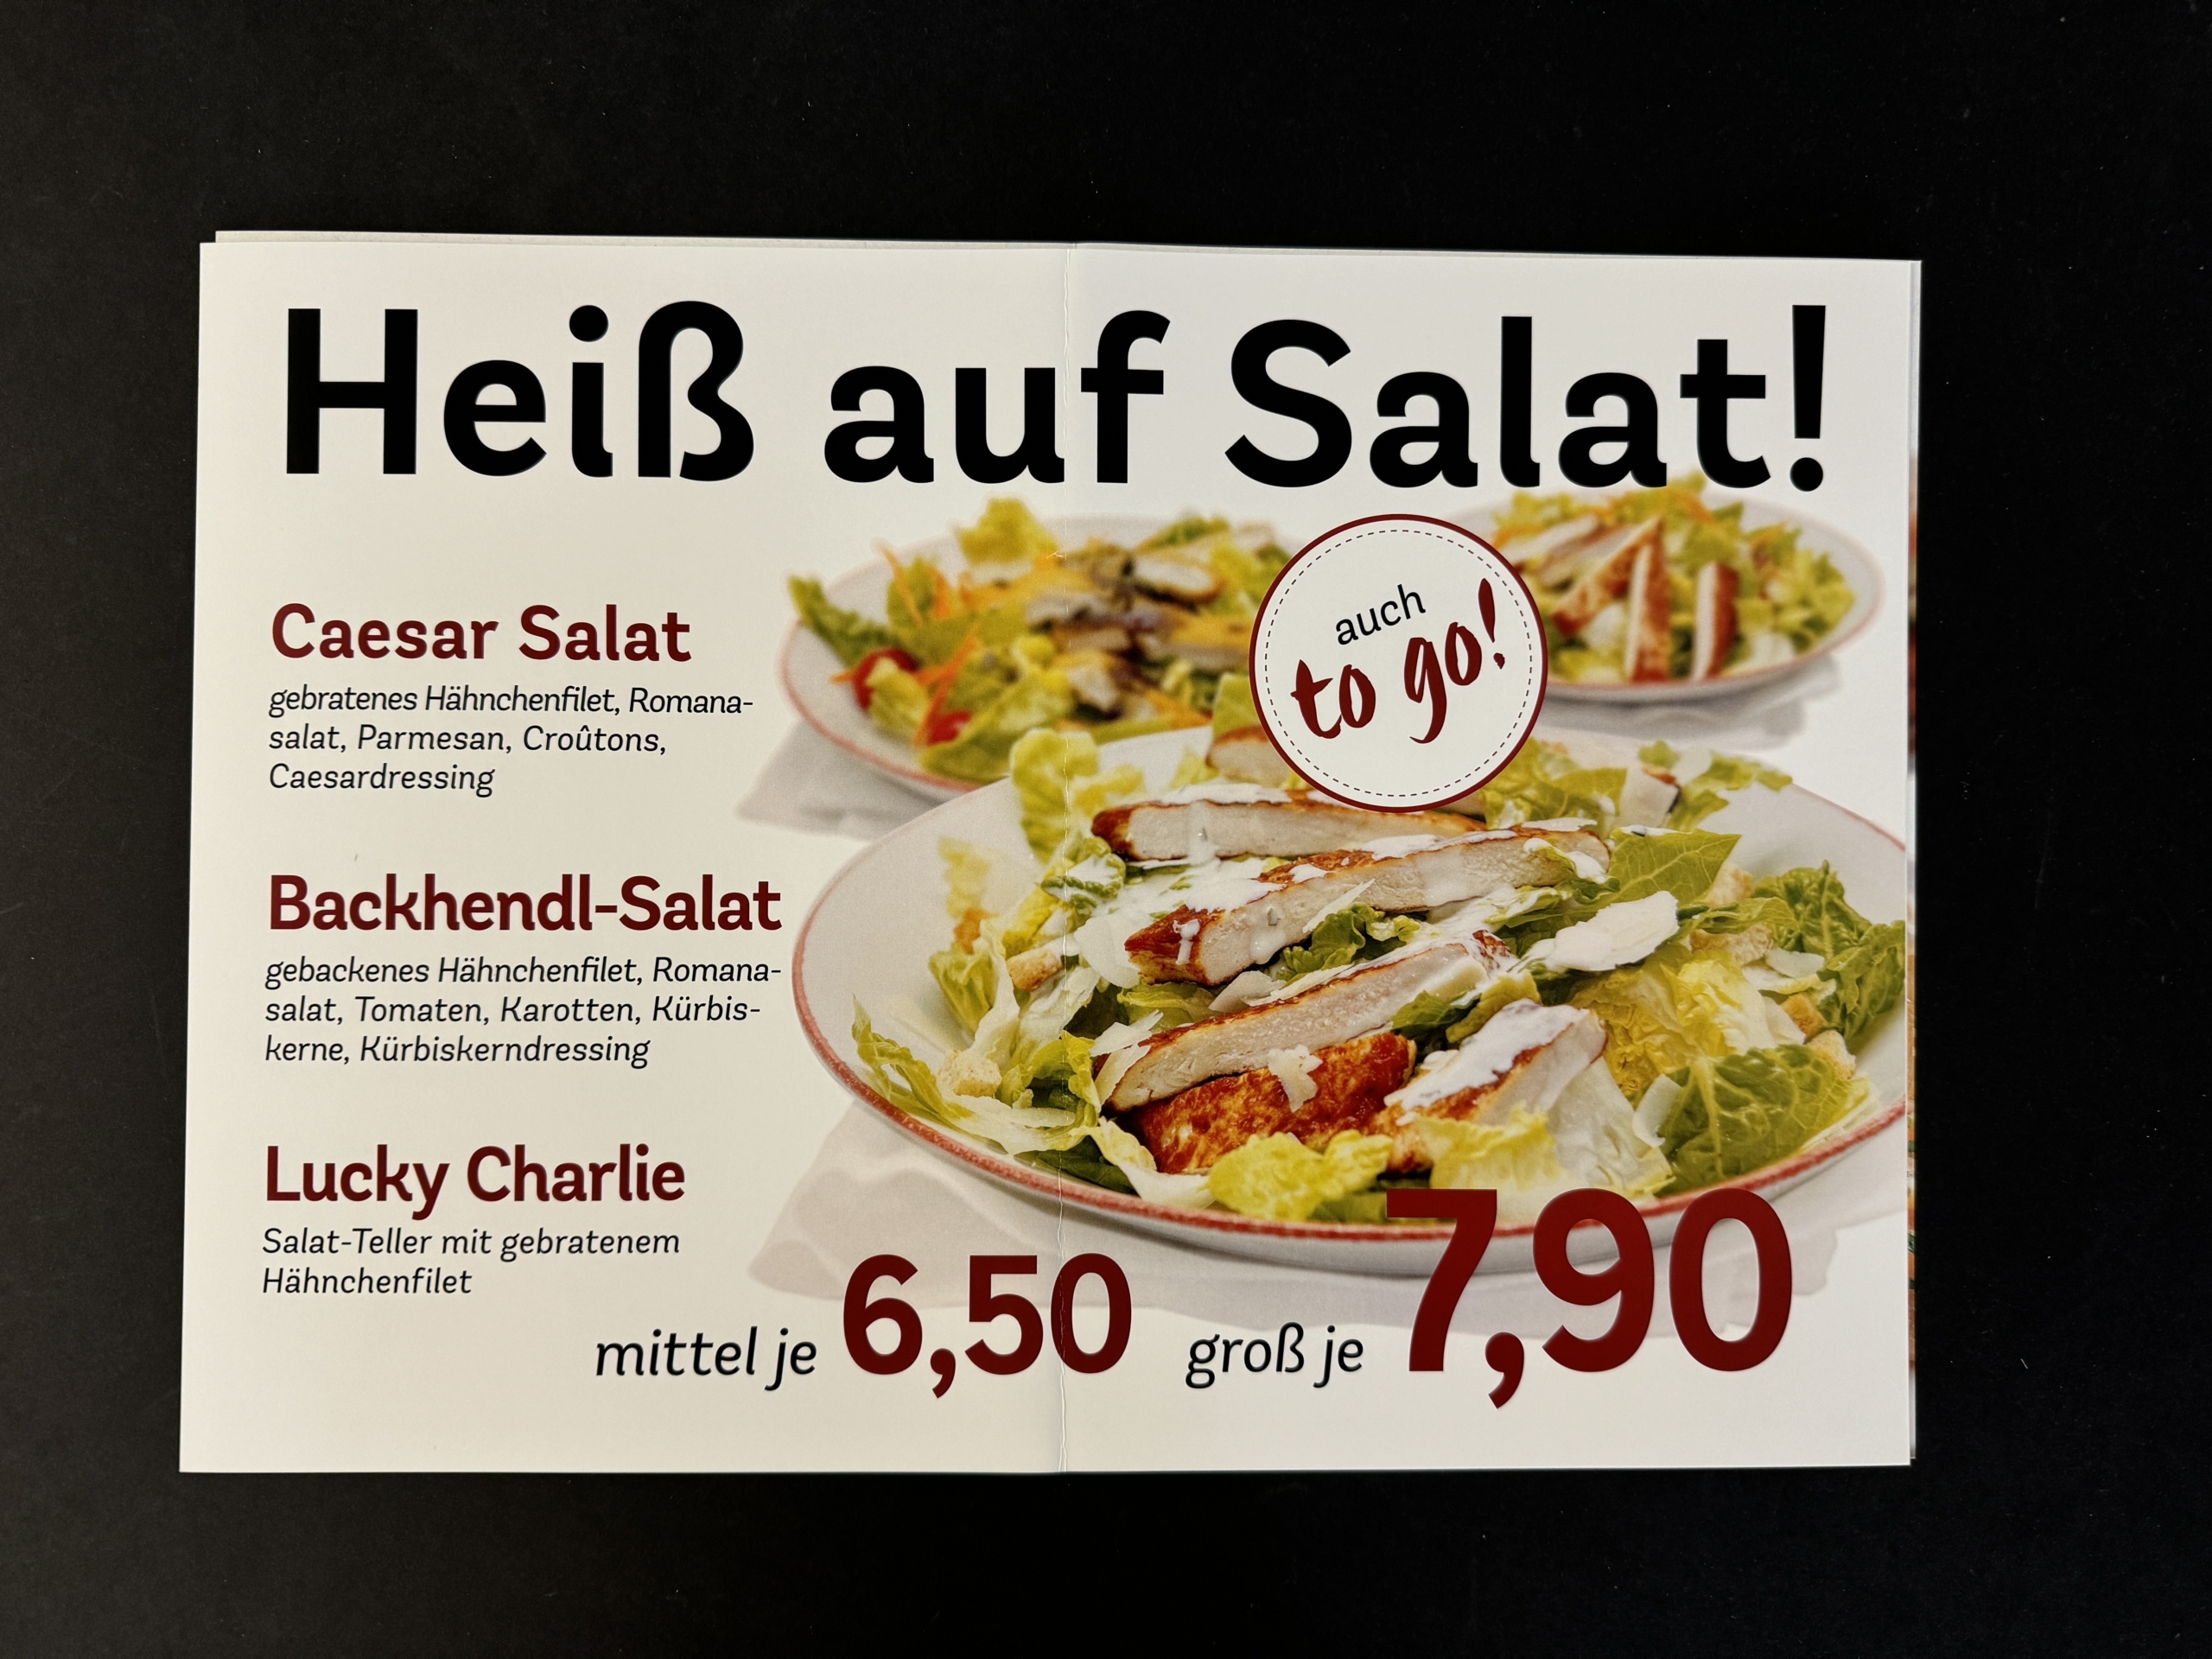 Heiß auf Salat!
auch
to go!
Caesar Salat
gebratenes Hähnchenfilet, Romana-
salat, Parmesan, Croûtons,
Caesardressing
Backhendl-Salat
gebackenes Hähnchenfilet, Romana-
salat, Tomaten, Karotten, Kürbis-
kerne, Kürbiskerndressing
Lucky Charlie
Salat-Teller mit gebratenem
Hähnchenfilet
mittel je 6,50 groß je 7,90